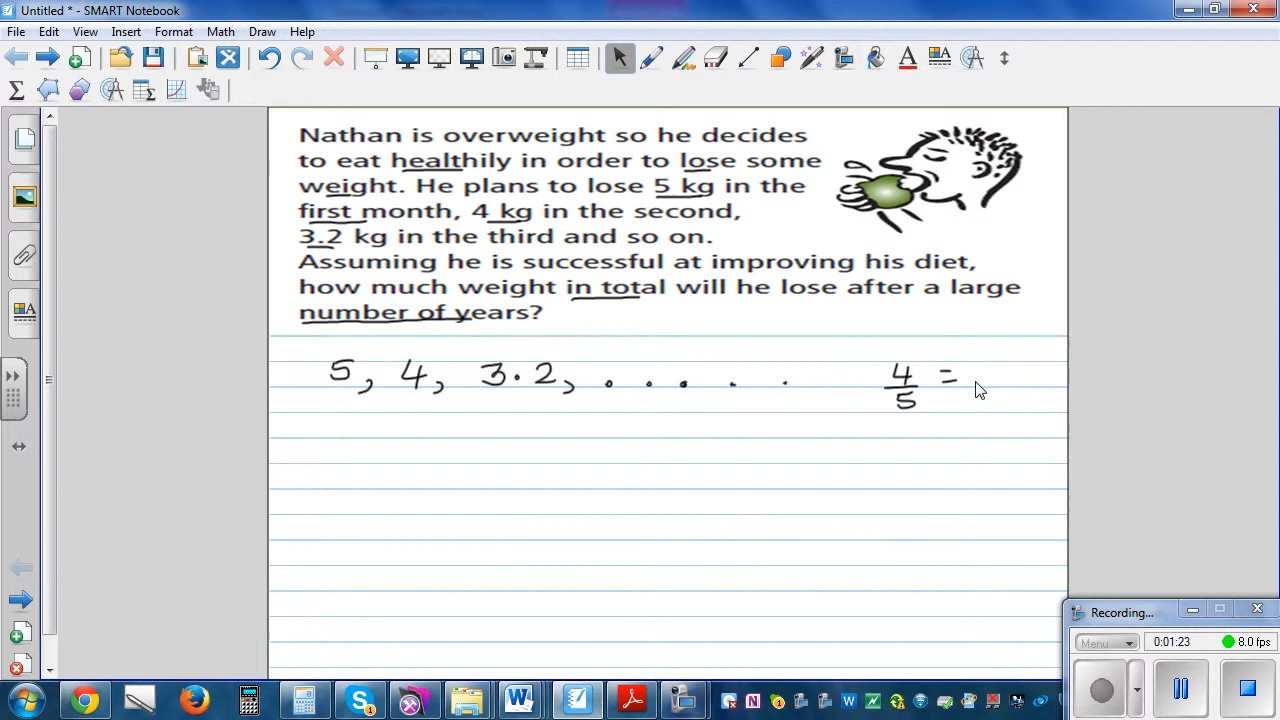 Untitled * - SMART Notebook
File Edit View Insert Format Math Draw Help
Nathan is overweight so he decides
to eat healthily in order to lose some
weight. He plans to lose 5 kg in the
first month, 4 kg in the second,
3.2 kg in the third and so on.
Assuming he is successful at improving his diet,
how much weight in total will he lose after a large
number of years?
5, 4, 3.2, . . . . . 4/5 =
Recording...
Menu 0:01:23 8.0 fps